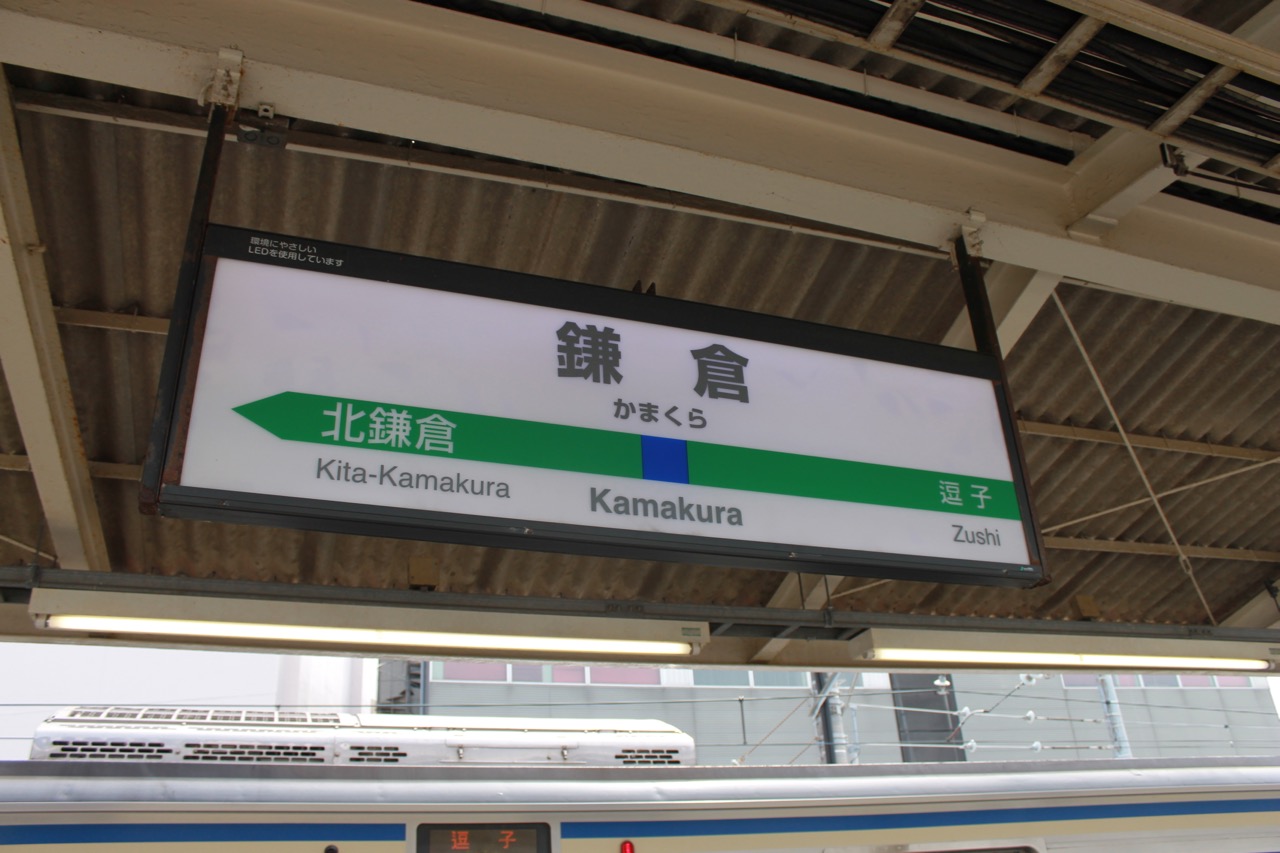 環境にやさしい
LEDを使用しています
鎌倉
かまくら
北鎌倉
逗子
Kita-Kamakura
Kamakura
Zushi
逗子